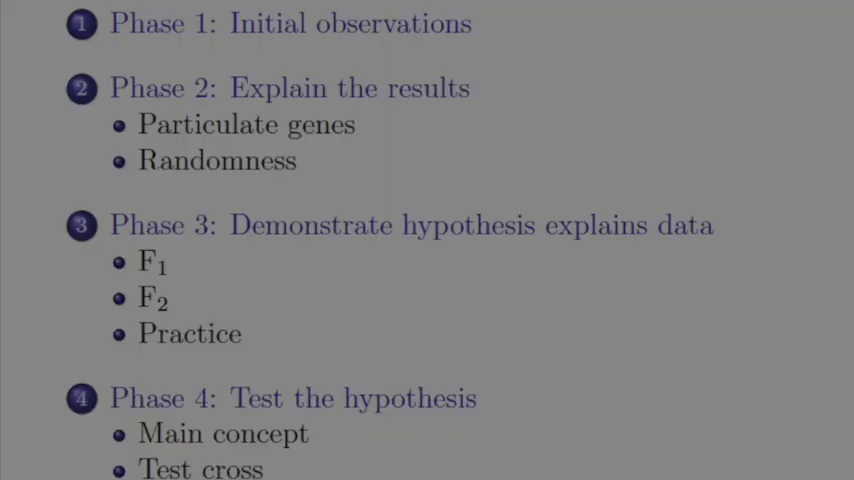 1 Phase 1: Initial observations
2 Phase 2: Explain the results
Particulate genes
Randomness
3 Phase 3: Demonstrate hypothesis explains data
F₁
F₂
Practice
4 Phase 4: Test the hypothesis
Main concept
Test cross